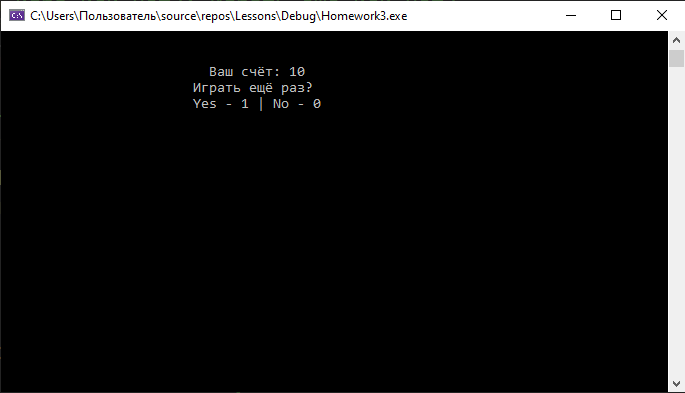 C:\Users\Пользователь\source\repos\Lessons\Debug\Homework3.exe
Ваш счёт: 10
Играть ещё раз?
Yes - 1 | No - 0